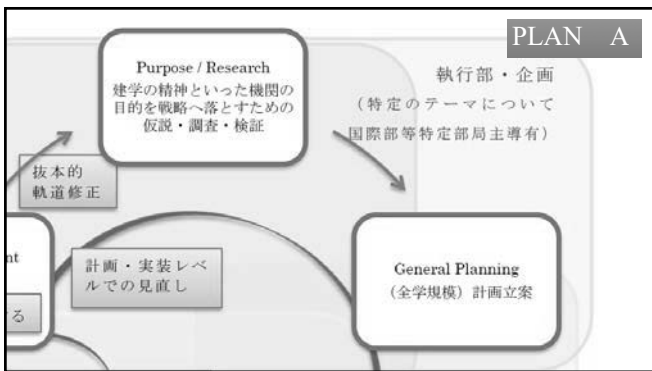 PLAN A
Purpose / Research
建学の精神といった機関の
目的を戦略へ落とすための
仮説・調査・検証
執行部・企画
（特定のテーマについて
国際部等特定部局主導有）
抜本的
軌道修正
nt
計画・実装レベ
ルでの見直し
General Planning
（全学規模）計画立案
る